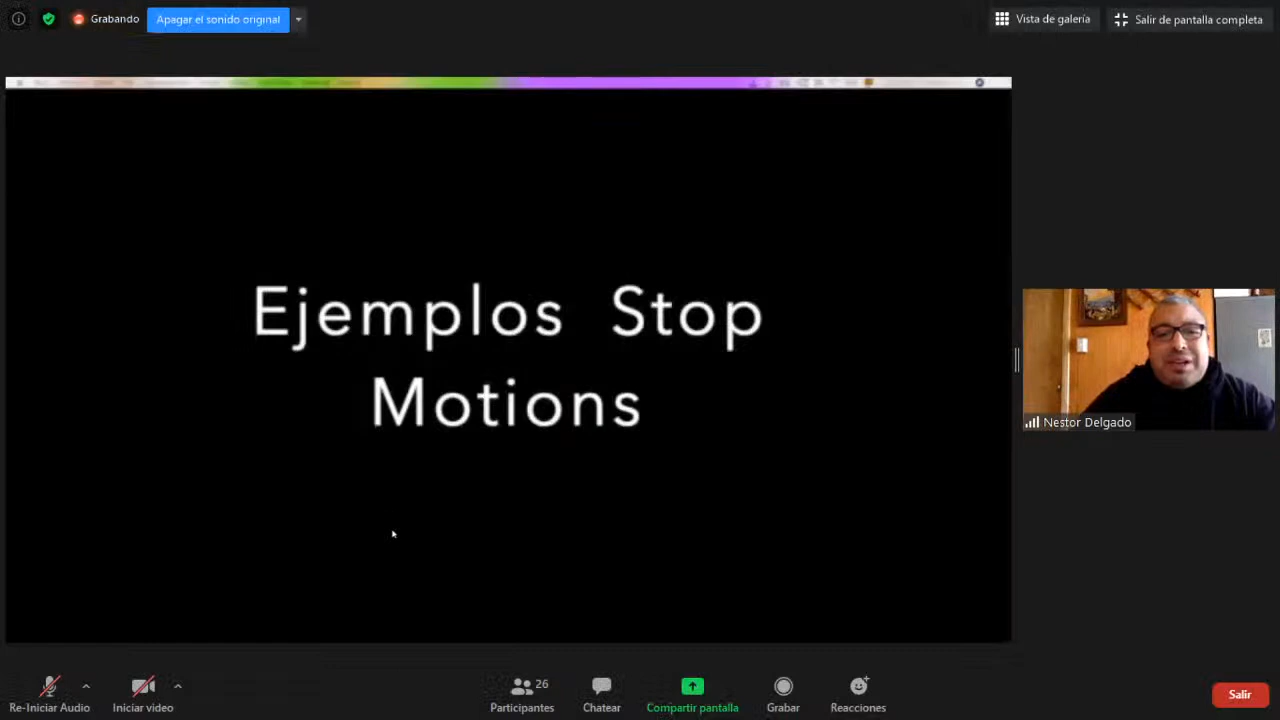 Grabando
Apagar el sonido original
Vista de galería
Salir de pantalla completa
Ejemplos Stop
Motions
Nestor Delgado
26
Re-Iniciar Audio
Iniciar video
Participantes
Chatear
Compartir pantalla
Grabar
Reacciones
Salir